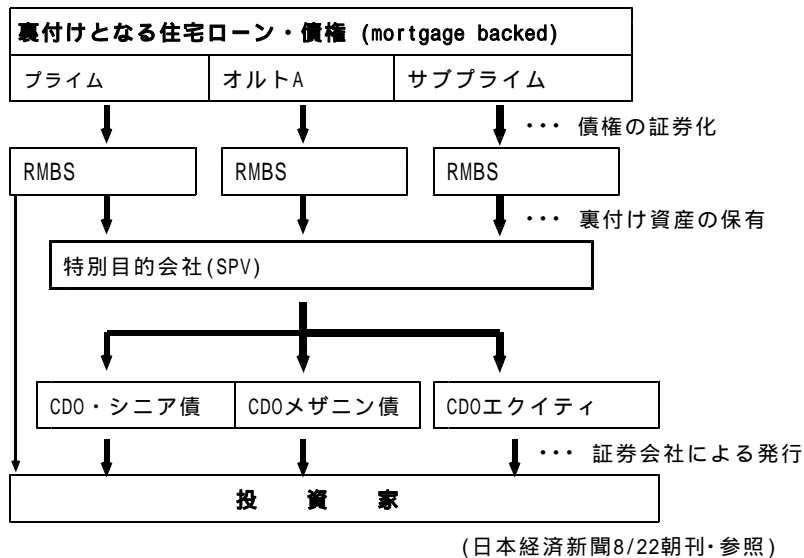 裏付けとなる住宅ローン・債権 (mortgage backed)
プライム オルトA サブプライム
･･･ 債権の証券化
RMBS RMBS RMBS
･･･ 裏付け資産の保有
特別目的会社(SPV)
CDO・シニア債 CDOメザニン債 CDOエクイティ
･･･ 証券会社による発行
投 資 家
(日本経済新聞8/22朝刊･参照)